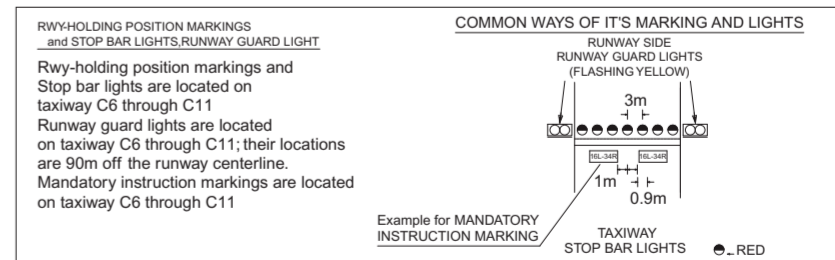 RWY-HOLDING POSITION MARKINGS
and STOP BAR LIGHTS,RUNWAY GUARD LIGHT
Rwy-holding position markings and
Stop bar lights are located on
taxiway C6 through C11
Runway guard lights are located
on taxiway C6 through C11; their locations
are 90m off the runway centerline.
Mandatory instruction markings are located
on taxiway C6 through C11
COMMON WAYS OF IT'S MARKING AND LIGHTS
RUNWAY SIDE
RUNWAY GUARD LIGHTS
(FLASHING YELLOW)
3m
16L-34R 16L-34R
1m
0.9m
Example for MANDATORY
INSTRUCTION MARKING
TAXIWAY
STOP BAR LIGHTS
RED